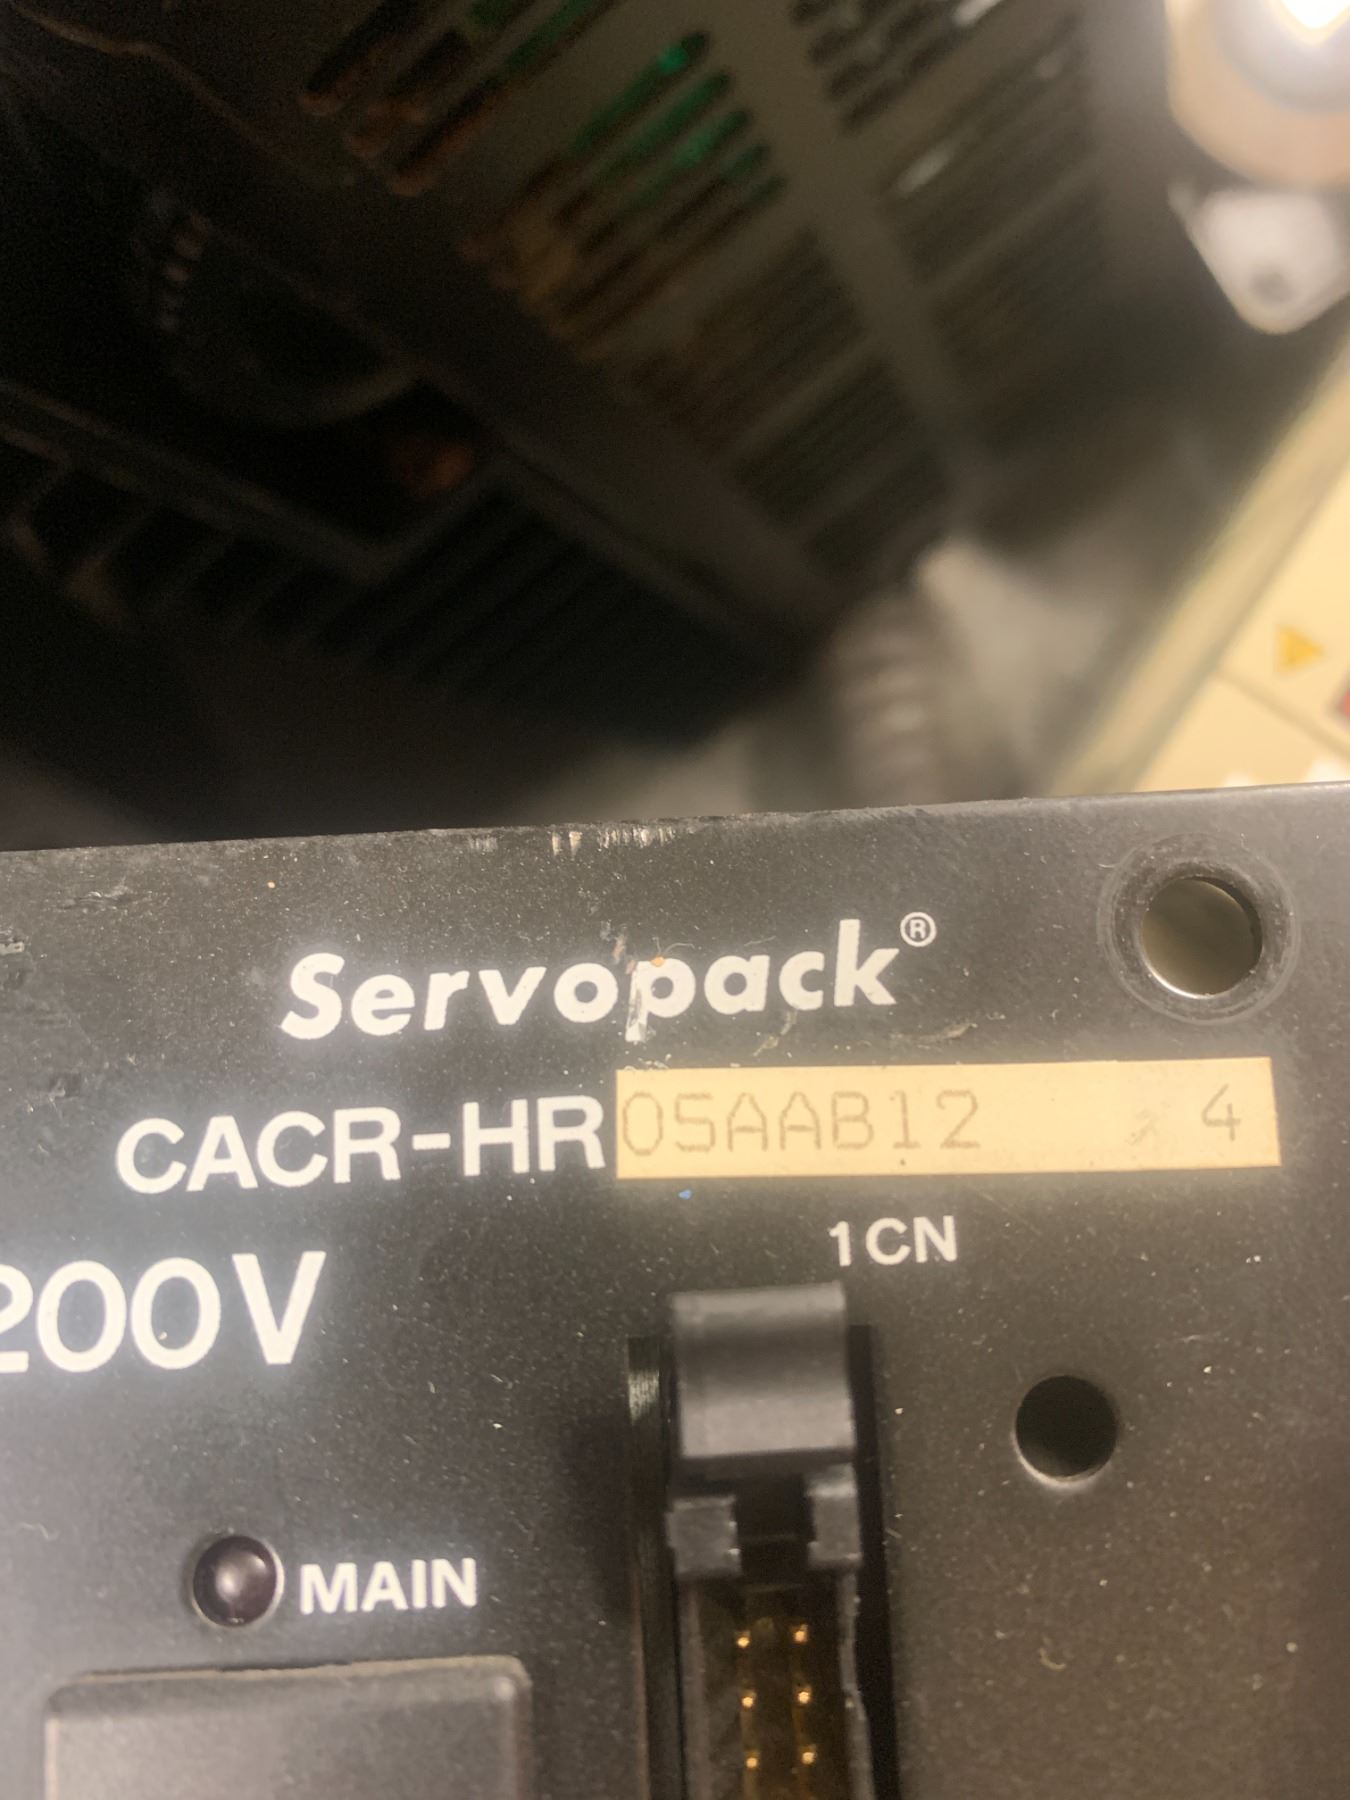 Servopack®
CACR-HR05AAB12 4
1CN
200V
MAIN